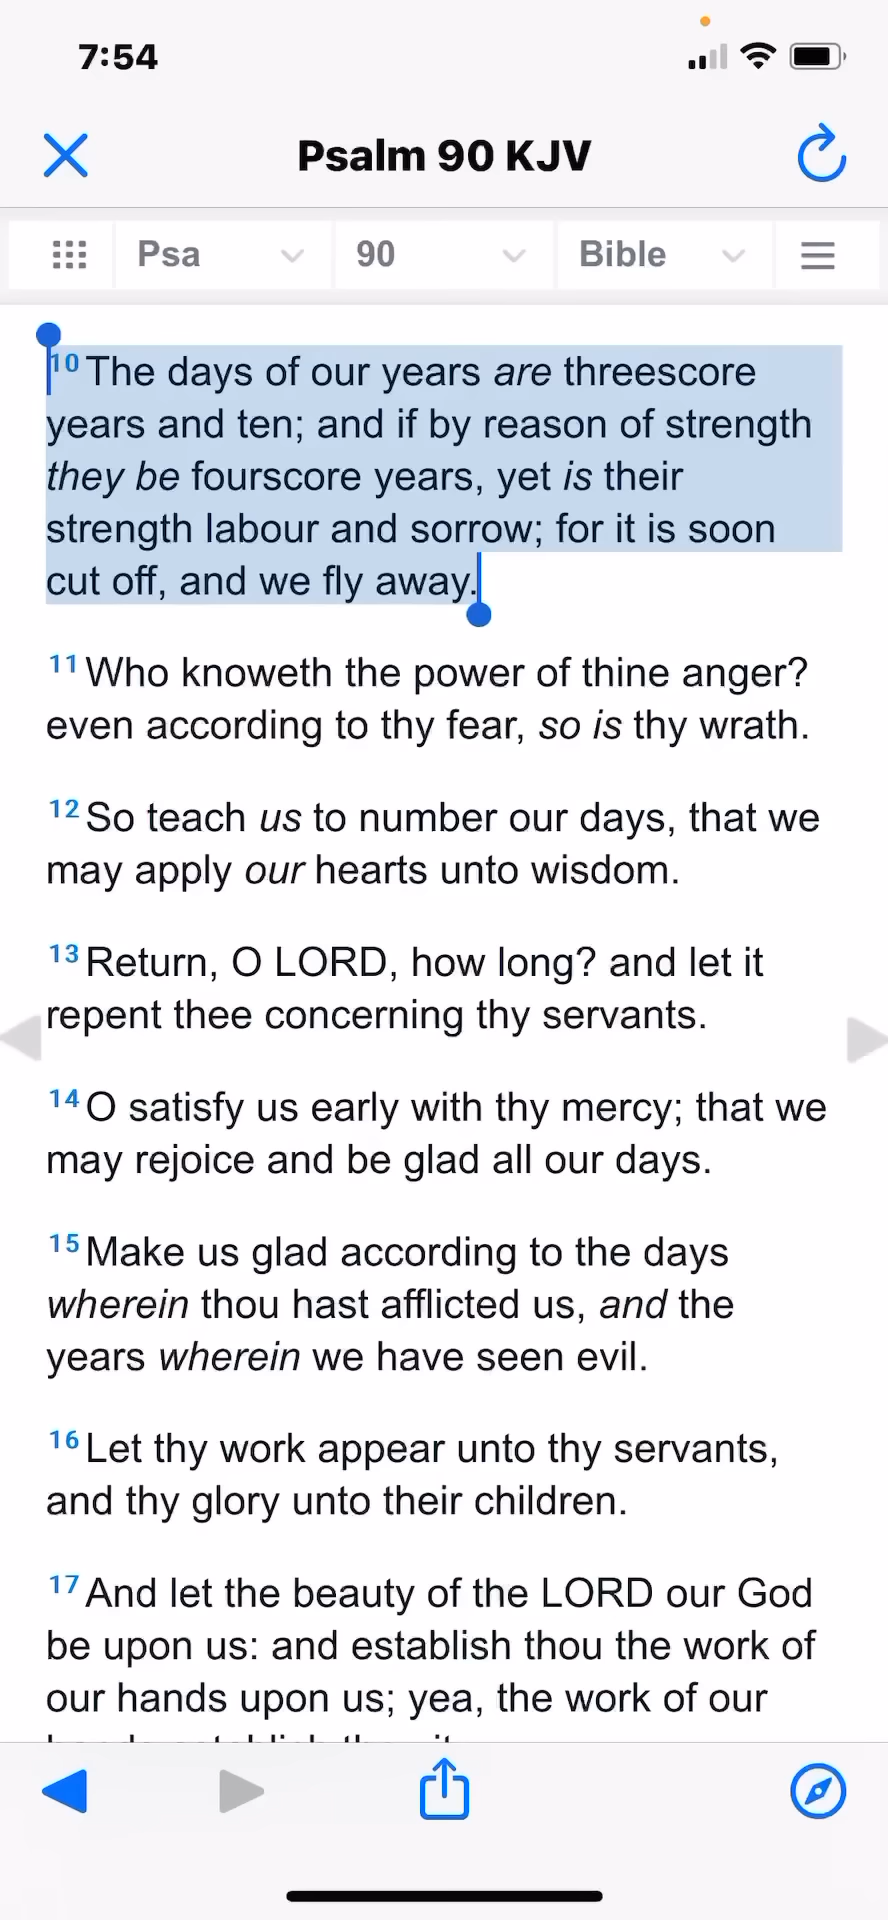 7:54
Psalm 90 KJV
Psa 90 Bible
10 The days of our years are threescore
years and ten; and if by reason of strength
they be fourscore years, yet is their
strength labour and sorrow; for it is soon
cut off, and we fly away.
11 Who knoweth the power of thine anger?
even according to thy fear, so is thy wrath.
12 So teach us to number our days, that we
may apply our hearts unto wisdom.
13 Return, O LORD, how long? and let it
repent thee concerning thy servants.
14 O satisfy us early with thy mercy; that we
may rejoice and be glad all our days.
15 Make us glad according to the days
wherein thou hast afflicted us, and the
years wherein we have seen evil.
16 Let thy work appear unto thy servants,
and thy glory unto their children.
17 And let the beauty of the LORD our God
be upon us: and establish thou the work of
our hands upon us; yea, the work of our